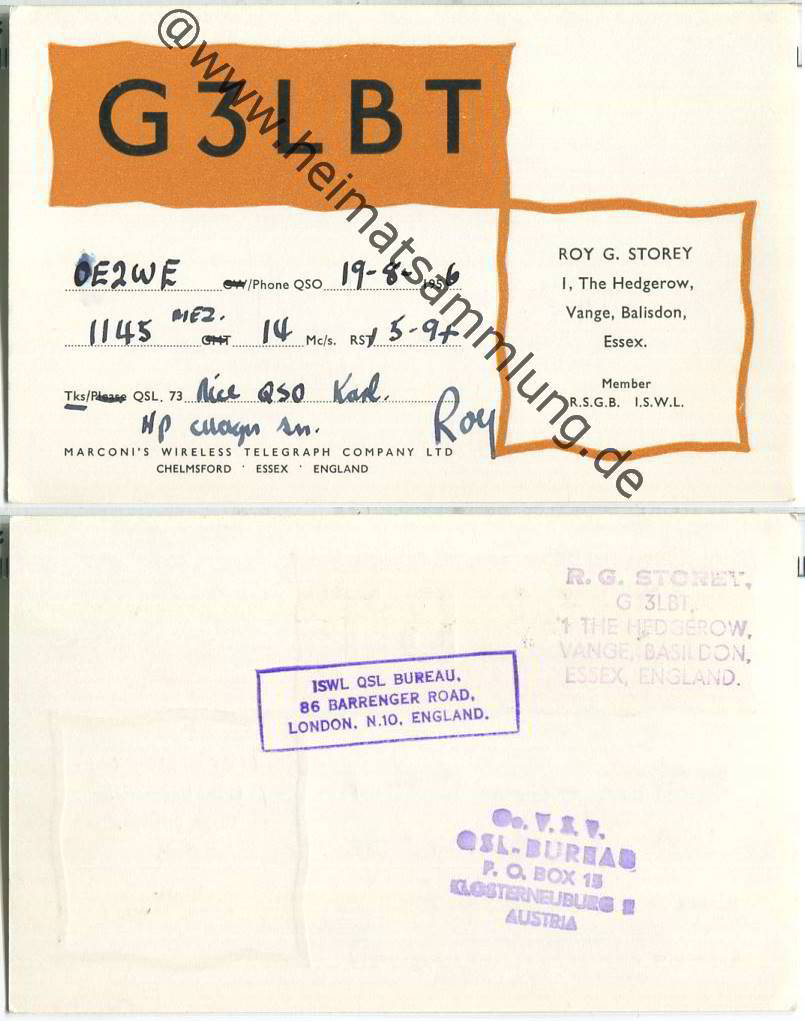 G3LBT
@www.heimatsammlung.de
OE2WE CW/Phone QSO 19-8- 1956
1145 MEZ. GMT 14 Mc/s. RST 5-9+
Tks/Please QSL. 73 Nice QSO Karl.
HP cuagn sn. Roy
MARCONI'S WIRELESS TELEGRAPH COMPANY LTD
CHELMSFORD · ESSEX · ENGLAND
ROY G. STOREY
1, The Hedgerow,
Vange, Balisdon,
Essex.
Member
R.S.G.B. I.S.W.L.
R. G. STOREY,
G 3LBT,
1 THE HEDGEROW,
VANGE, BASILDON,
ESSEX, ENGLAND.
ISWL QSL BUREAU,
86 BARRENGER ROAD,
LONDON. N.10. ENGLAND.
Oe. V. S. V.
QSL-BUREAU
P. O. BOX 15
KLOSTERNEUBURG 2
AUSTRIA